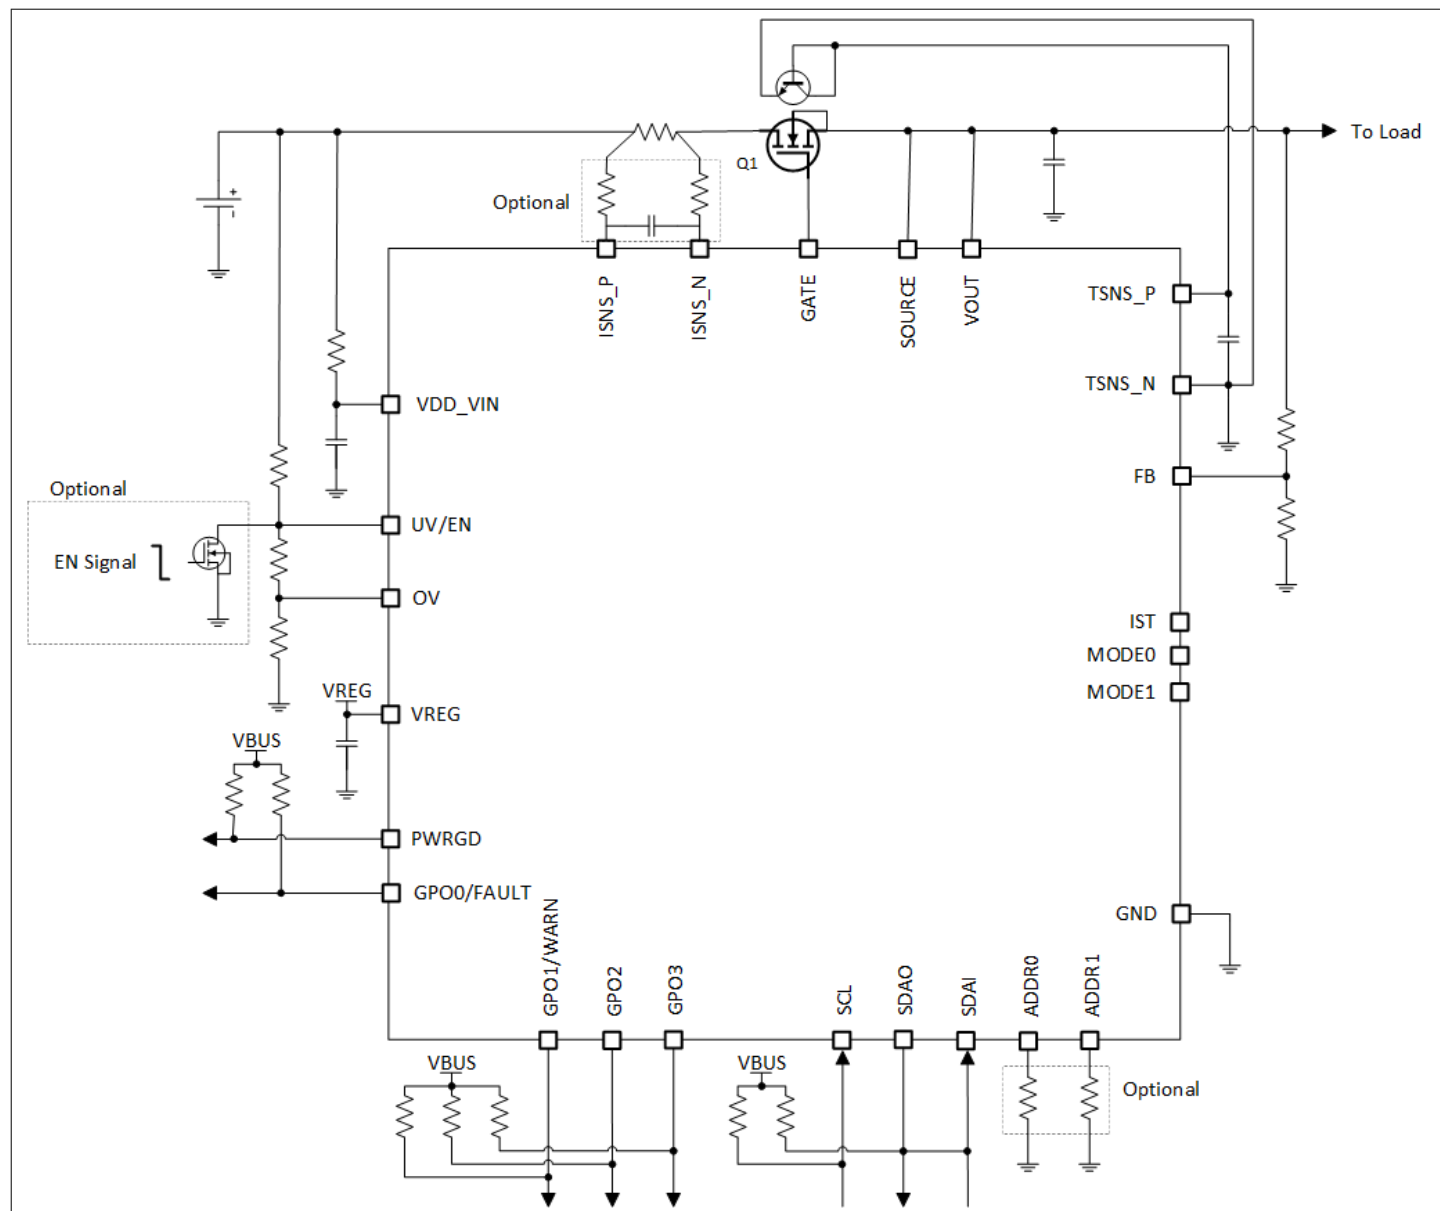 To Load
Q1
+
-
Optional
ISNS_P
ISNS_N
GATE
SOURCE
VOUT
TSNS_P
VDD_VIN
TSNS_N
Optional
FB
EN Signal
UV/EN
OV
IST
MODE0
MODE1
VREG
VREG
VBUS
PWRGD
GPO0/FAULT
GND
GPO1/WARN
GPO2
GPO3
SCL
SDAO
SDAI
ADDR0
ADDR1
VBUS
VBUS
Optional